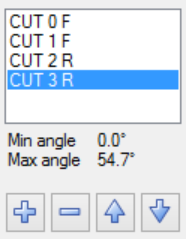 CUT 0 F
CUT 1 F
CUT 2 R
CUT 3 R
Min angle 0.0°
Max angle 54.7°